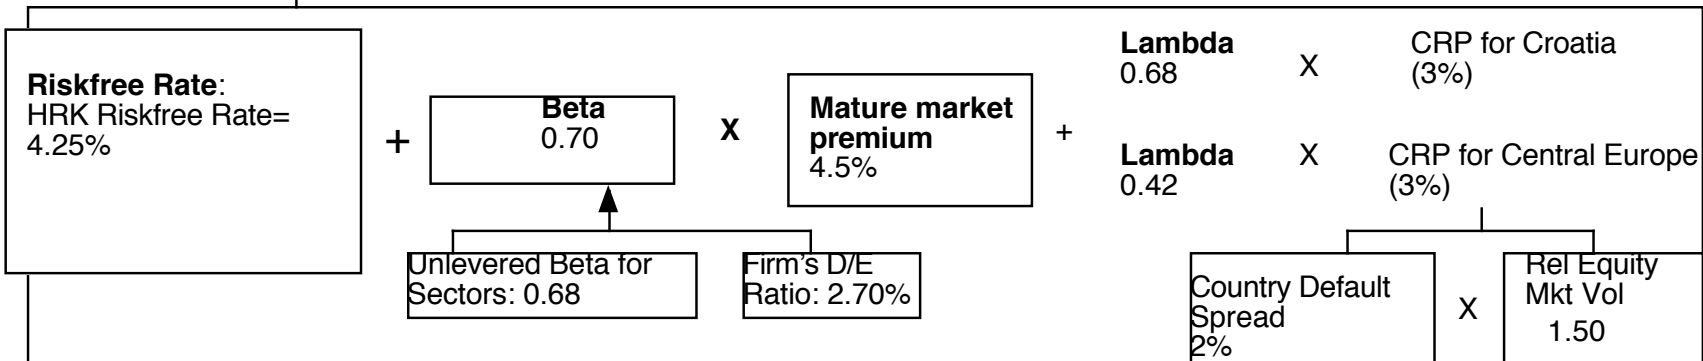 Riskfree Rate:
HRK Riskfree Rate=
4.25%
+
Beta
0.70
X
Mature market
premium
4.5%
+
Lambda
0.68
X
CRP for Croatia
(3%)
Lambda
0.42
X
CRP for Central Europe
(3%)
Unlevered Beta for
Sectors: 0.68
Firm's D/E
Ratio: 2.70%
Country Default
Spread
2%
X
Rel Equity
Mkt Vol
1.50